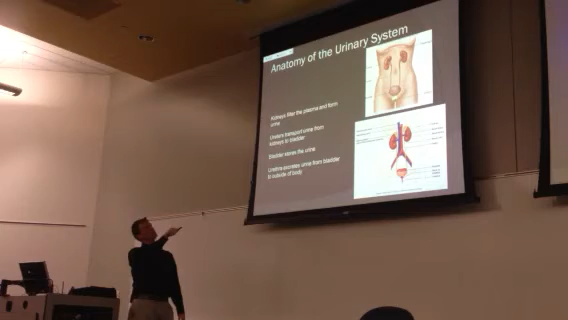 Anatomy of the Urinary System
Kidneys filter the plasma and form
urine
Ureters transport urine from
kidneys to bladder
Bladder stores the urine
Urethra excretes urine from bladder
to outside of body